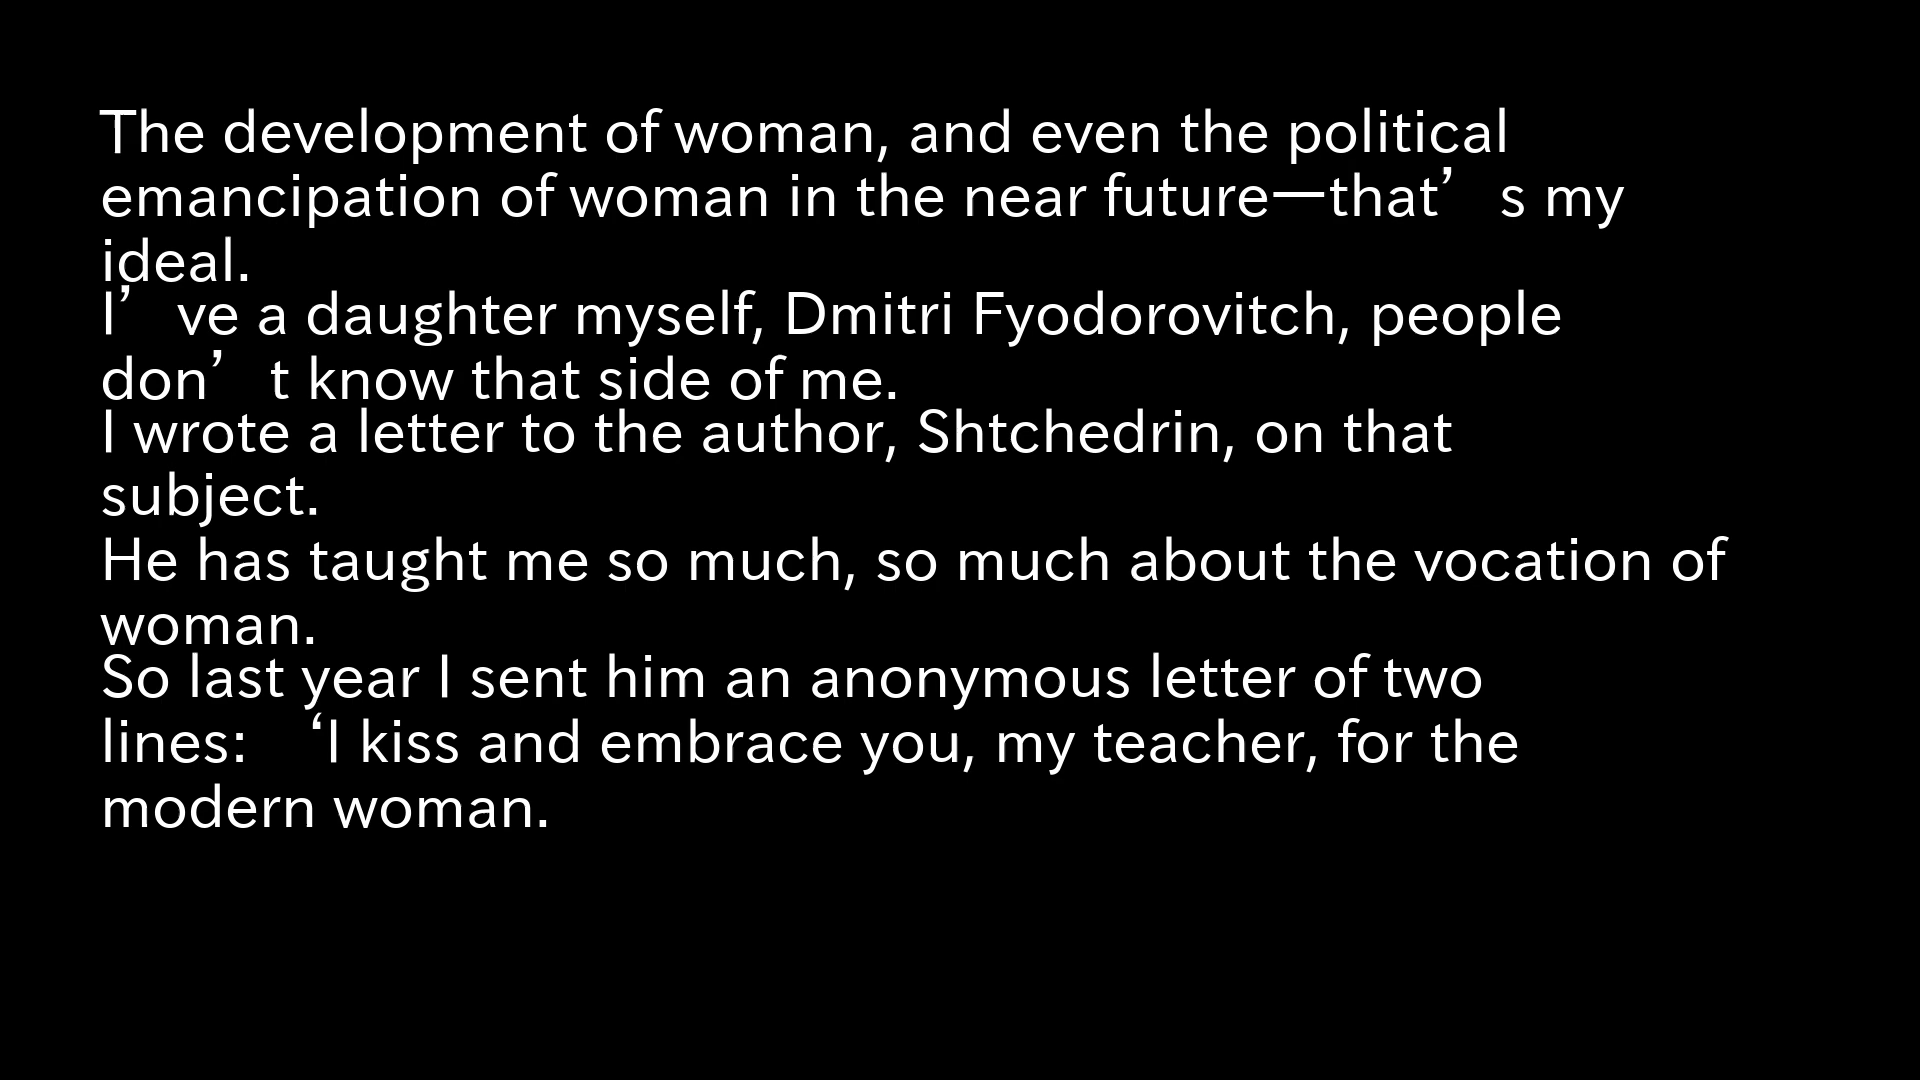 The development of woman, and even the political
emancipation of woman in the near future—that’s my
ideal.
I’ve a daughter myself, Dmitri Fyodorovitch, people
don’t know that side of me.
I wrote a letter to the author, Shtchedrin, on that
subject.
He has taught me so much, so much about the vocation of
woman.
So last year I sent him an anonymous letter of two
lines: ‘I kiss and embrace you, my teacher, for the
modern woman.